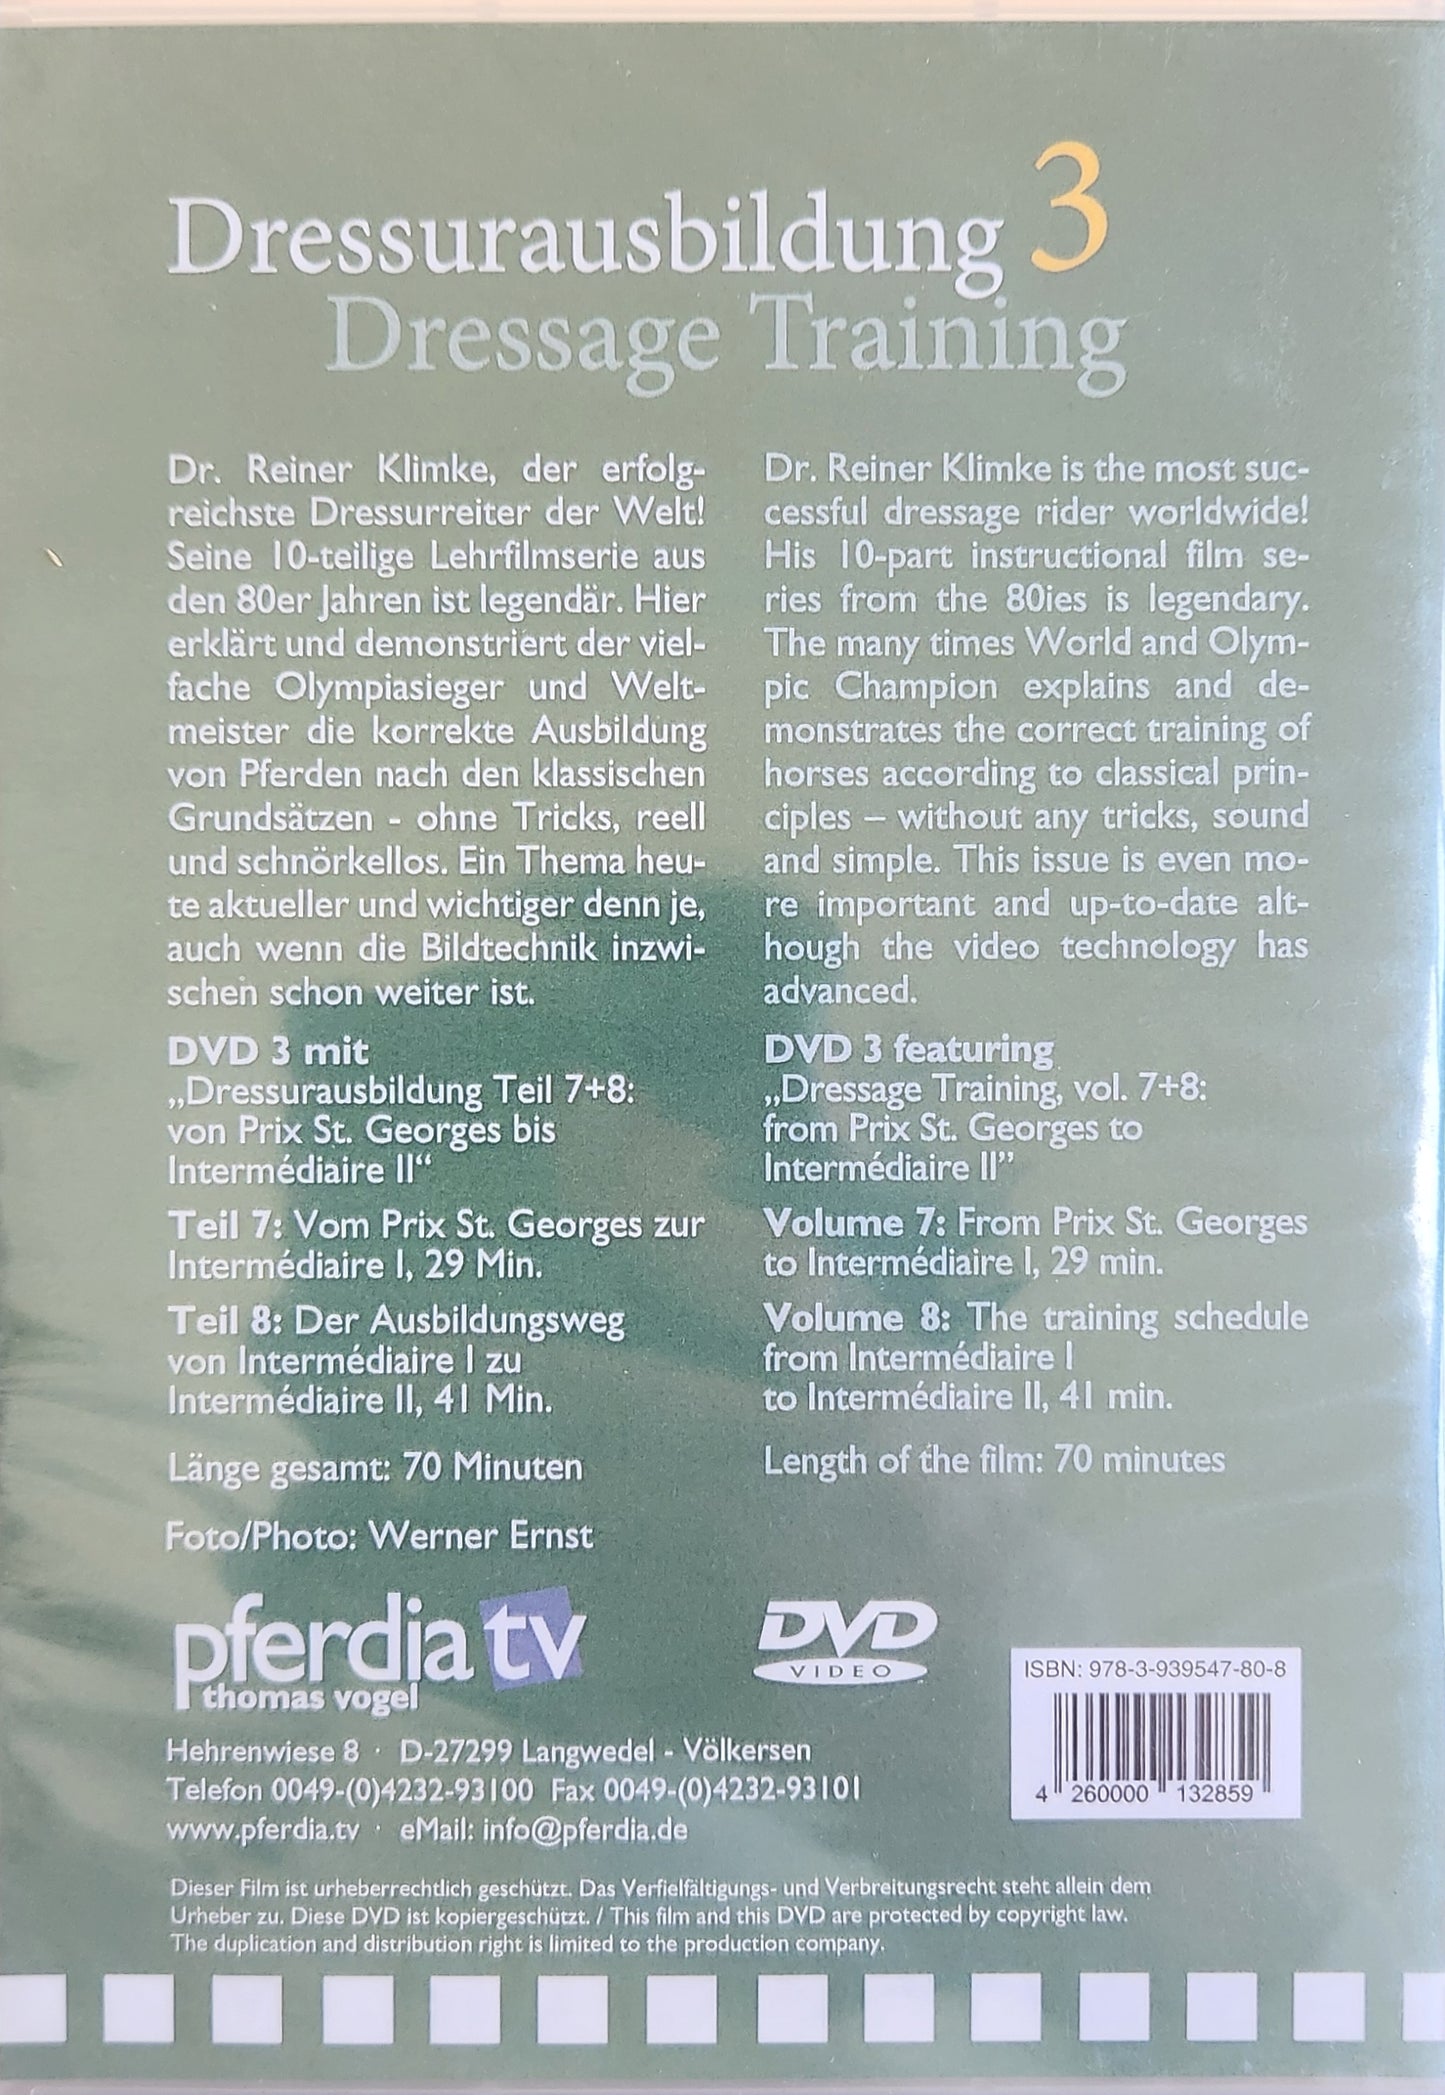 Dressurausbildung 3
Dressage Training
Dr. Reiner Klimke, der erfolg-
reichste Dressurreiter der Welt!
Seine 10-teilige Lehrfilmserie aus
den 80er Jahren ist legendär. Hier
erklärt und demonstriert der viel-
fache Olympiasieger und Welt-
meister die korrekte Ausbildung
von Pferden nach den klassischen
Grundsätzen - ohne Tricks, reell
und schnörkellos. Ein Thema heu-
te aktueller und wichtiger denn je,
auch wenn die Bildtechnik inzwi-
schen schon weiter ist.
DVD 3 mit
„Dressurausbildung Teil 7+8:
von Prix St. Georges bis
Intermédiaire II“
Teil 7: Vom Prix St. Georges zur
Intermédiaire I, 29 Min.
Teil 8: Der Ausbildungsweg
von Intermédiaire I zu
Intermédiaire II, 41 Min.
Länge gesamt: 70 Minuten
Foto/Photo: Werner Ernst
Dr. Reiner Klimke is the most suc-
cessful dressage rider worldwide!
His 10-part instructional film se-
ries from the 80ies is legendary.
The many times World and Olym-
pic Champion explains and de-
monstrates the correct training of
horses according to classical prin-
ciples – without any tricks, sound
and simple. This issue is even mo-
re important and up-to-date alt-
hough the video technology has
advanced.
DVD 3 featuring
„Dressage Training, vol. 7+8:
from Prix St. Georges to
Intermédiaire II”
Volume 7: From Prix St. Georges
to Intermédiaire I, 29 min.
Volume 8: The training schedule
from Intermédiaire I
to Intermédiaire II, 41 min.
Length of the film: 70 minutes
pferdia tv
thomas vogel
DVD
VIDEO
ISBN: 978-3-939547-80-8
4 260000 132859
Hehrenwiese 8 · D-27299 Langwedel - Völkersen
Telefon 0049-(0)4232-93100 Fax 0049-(0)4232-93101
www.pferdia.tv · eMail: info@pferdia.de
Dieser Film ist urheberrechtlich geschützt. Das Verfielfältigungs- und Verbreitungsrecht steht allein dem
Urheber zu. Diese DVD ist kopiergeschützt. / This film and this DVD are protected by copyright law.
The duplication and distribution right is limited to the production company.